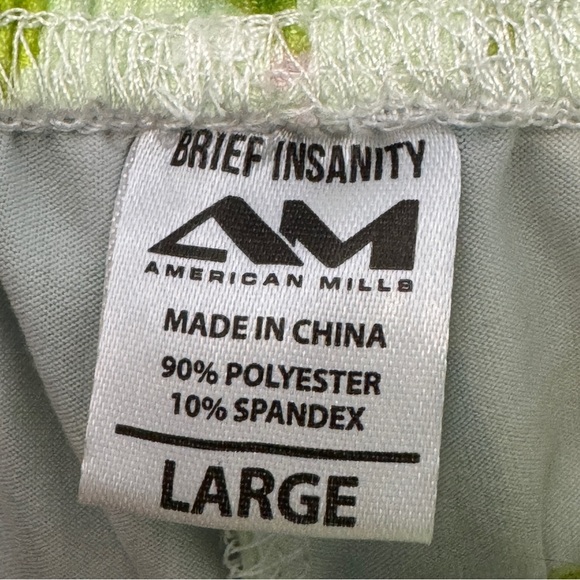 BRIEF INSANITY
AM
AMERICAN MILLS
MADE IN CHINA
90% POLYESTER
10% SPANDEX
LARGE